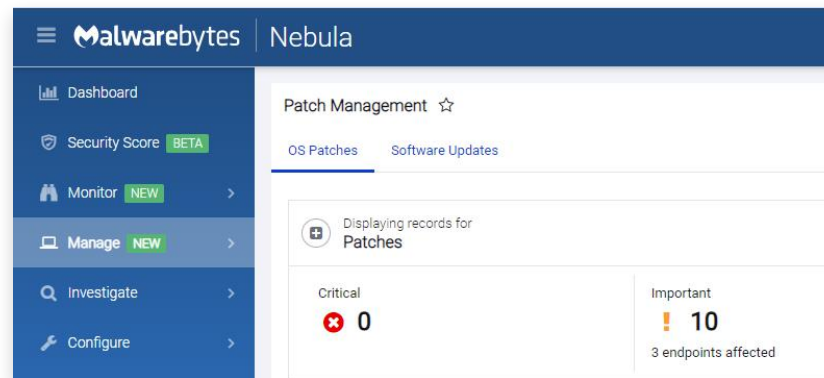 Malwarebytes Nebula
Dashboard
Security Score BETA
Monitor NEW
Manage NEW
Investigate
Configure
Patch Management
OS Patches Software Updates
Displaying records for
Patches
Critical
0
Important
10
3 endpoints affected